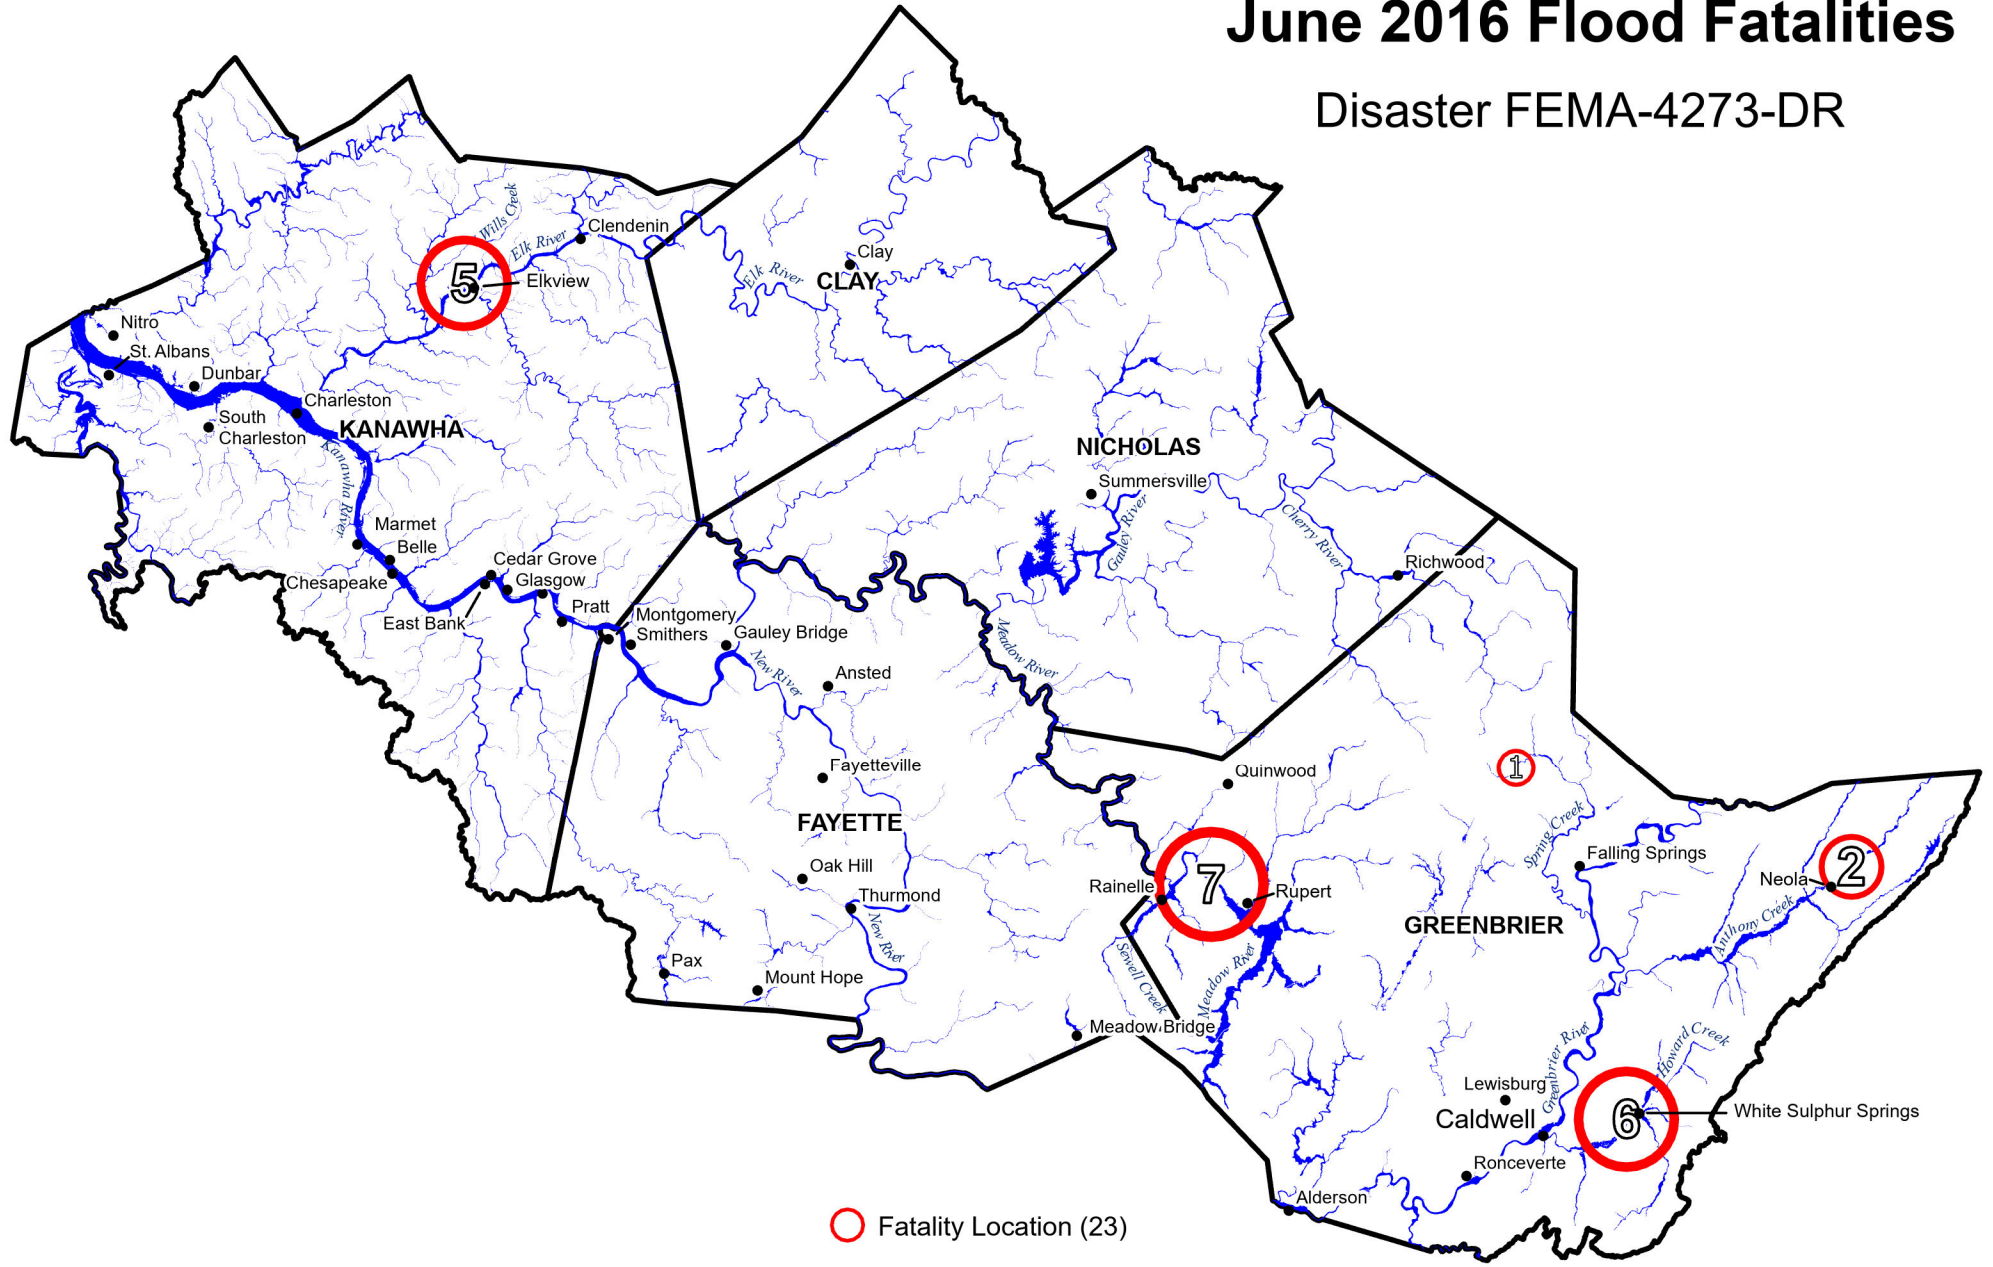 June 2016 Flood Fatalities
Disaster FEMA-4273-DR
Wills Creek
Elk River
Clendenin
5
Elkview
Clay
CLAY
Elk River
Nitro
St. Albans
Dunbar
Charleston
South
Charleston
KANAWHA
Kanawha River
NICHOLAS
Summersville
Gauley River
Cherry River
Richwood
Marmet
Belle
Chesapeake
Cedar Grove
Glasgow
East Bank
Pratt
Montgomery
Smithers
Gauley Bridge
New River
Ansted
Meadow River
Fayetteville
FAYETTE
Oak Hill
Thurmond
New River
Pax
Mount Hope
Quinwood
1
Spring Creek
Falling Springs
2
Neola
Anthony Creek
Rainelle
7
Rupert
GREENBRIER
Sewell Creek
Meadow River
Meadow Bridge
Howard Creek
Greenbrier River
Lewisburg
Caldwell
6
White Sulphur Springs
Ronceverte
Alderson
Fatality Location (23)